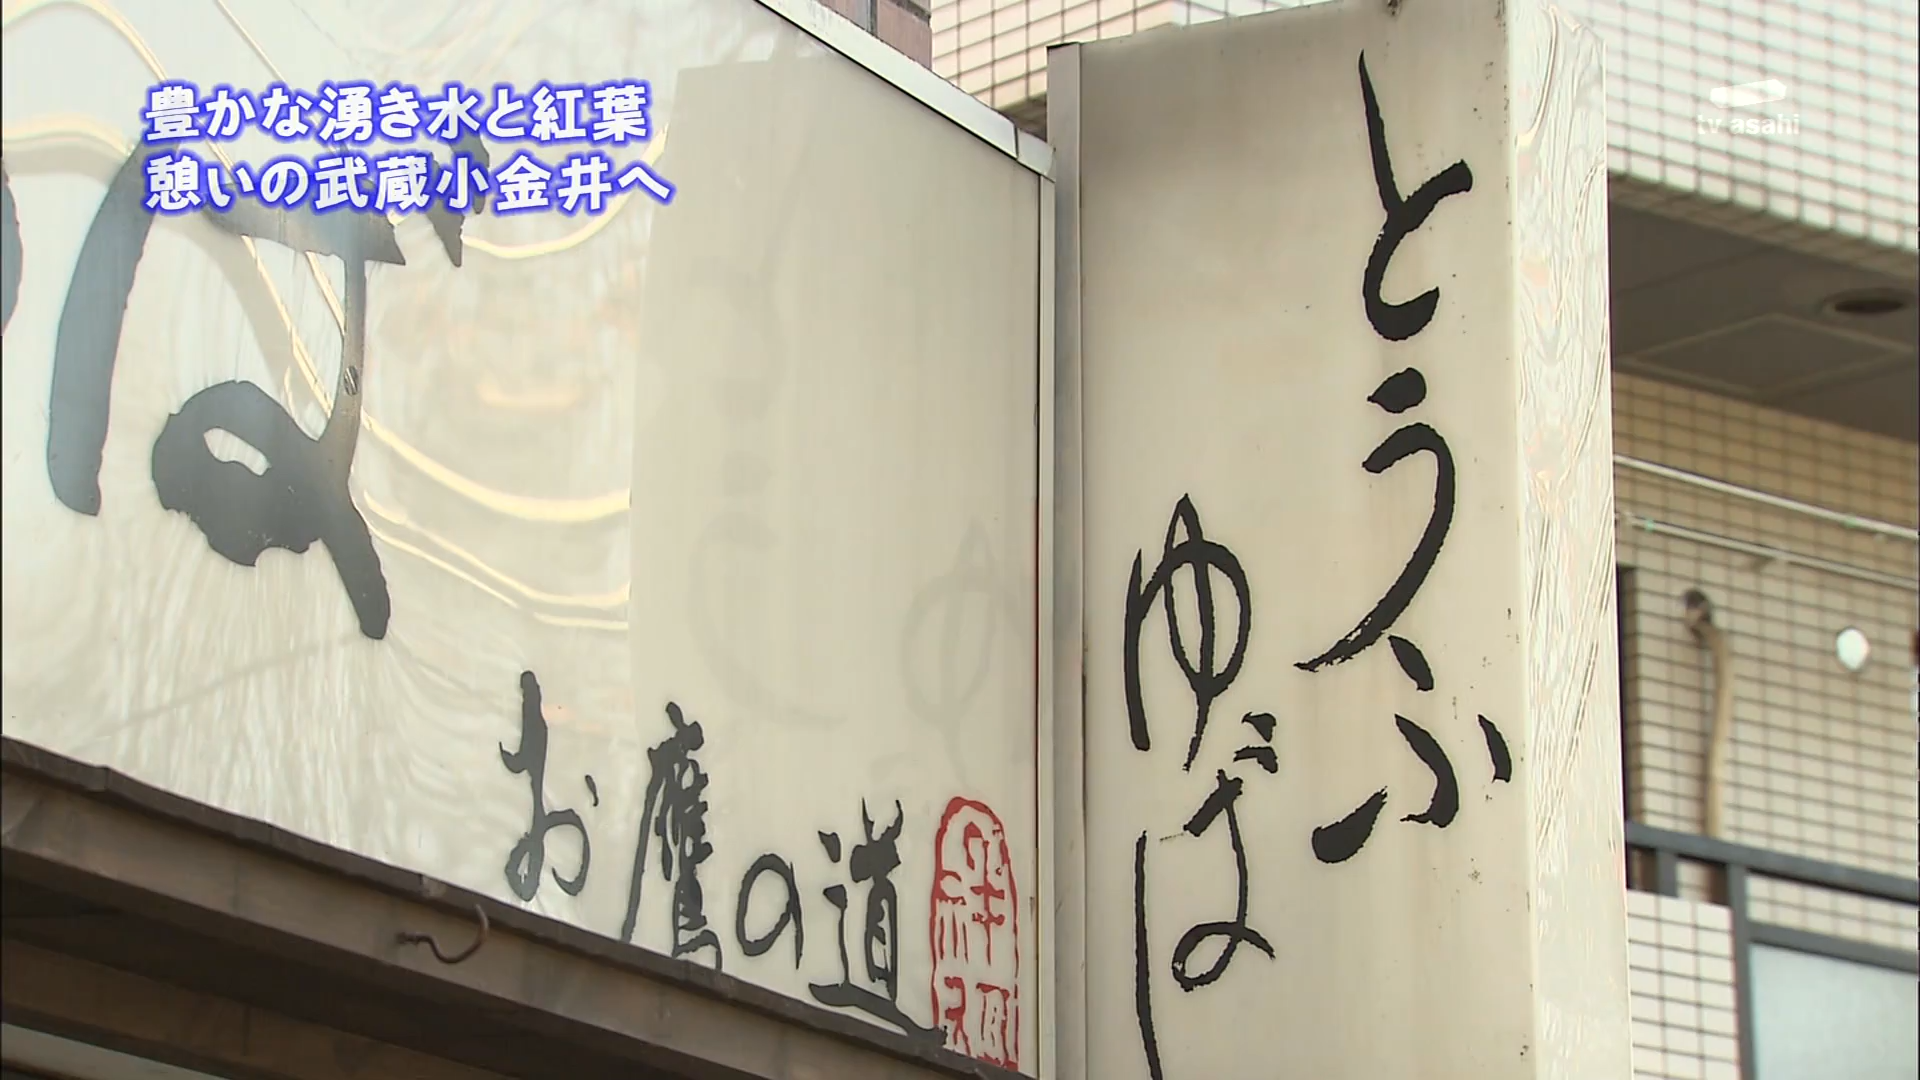 豊かな湧き水と紅葉
憩いの武蔵小金井へ
tv asahi
ば
お鷹の道
とうふ
ゆば